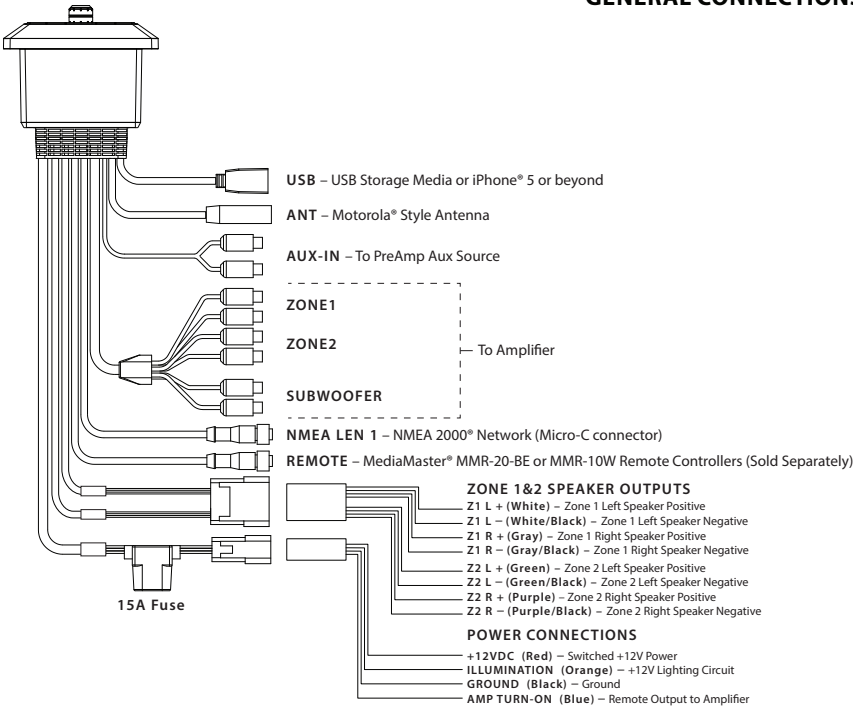 GENERAL CONNECTIONS
USB – USB Storage Media or iPhone® 5 or beyond
ANT – Motorola® Style Antenna
AUX-IN – To PreAmp Aux Source
ZONE1
ZONE2
To Amplifier
SUBWOOFER
NMEA LEN 1 – NMEA 2000® Network (Micro-C connector)
REMOTE – MediaMaster® MMR-20-BE or MMR-10W Remote Controllers (Sold Separately)
ZONE 1&2 SPEAKER OUTPUTS
Z1 L + (White) – Zone 1 Left Speaker Positive
Z1 L – (White/Black) – Zone 1 Left Speaker Negative
Z1 R + (Gray) – Zone 1 Right Speaker Positive
Z1 R – (Gray/Black) – Zone 1 Right Speaker Negative
Z2 L + (Green) – Zone 2 Left Speaker Positive
Z2 L – (Green/Black) – Zone 2 Left Speaker Negative
Z2 R + (Purple) – Zone 2 Right Speaker Positive
Z2 R – (Purple/Black) – Zone 2 Right Speaker Negative
15A Fuse
POWER CONNECTIONS
+12VDC (Red) – Switched +12V Power
ILLUMINATION (Orange) – +12V Lighting Circuit
GROUND (Black) – Ground
AMP TURN-ON (Blue) – Remote Output to Amplifier